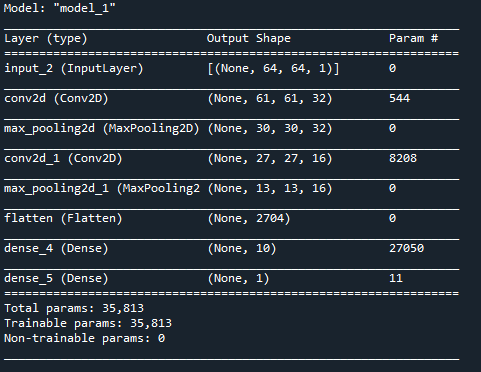 Model: "model_1"
_________________________________________________________________
Layer (type)                 Output Shape              Param #
=================================================================
input_2 (InputLayer)         [(None, 64, 64, 1)]       0
_________________________________________________________________
conv2d (Conv2D)              (None, 61, 61, 32)        544
_________________________________________________________________
max_pooling2d (MaxPooling2D) (None, 30, 30, 32)        0
_________________________________________________________________
conv2d_1 (Conv2D)            (None, 27, 27, 16)        8208
_________________________________________________________________
max_pooling2d_1 (MaxPooling2 (None, 13, 13, 16)        0
_________________________________________________________________
flatten (Flatten)            (None, 2704)              0
_________________________________________________________________
dense_4 (Dense)              (None, 10)                27050
_________________________________________________________________
dense_5 (Dense)              (None, 1)                 11
=================================================================
Total params: 35,813
Trainable params: 35,813
Non-trainable params: 0
_________________________________________________________________